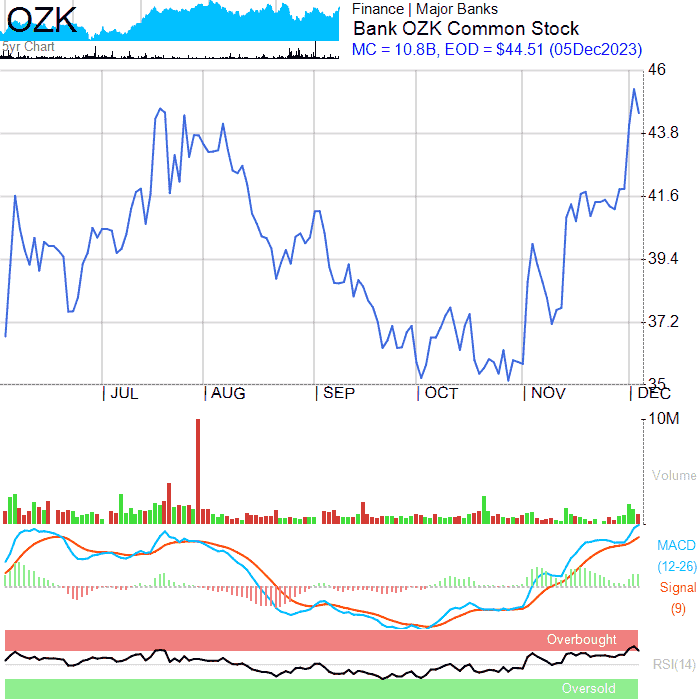 OZK
5yr Chart
Finance | Major Banks
Bank OZK Common Stock
MC = 10.8B, EOD = $44.51 (05Dec2023)
46
43.8
41.6
39.4
37.2
35
JUL AUG SEP OCT NOV DEC
10M
Volume
MACD
(12-26)
Signal
(9)
Overbought
RSI(14)
Oversold